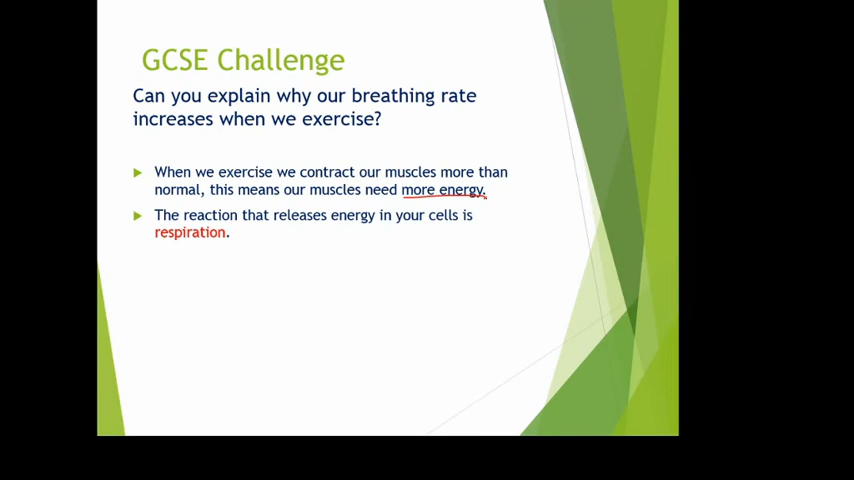 GCSE Challenge
Can you explain why our breathing rate
increases when we exercise?
When we exercise we contract our muscles more than
normal, this means our muscles need more energy.
The reaction that releases energy in your cells is
respiration.